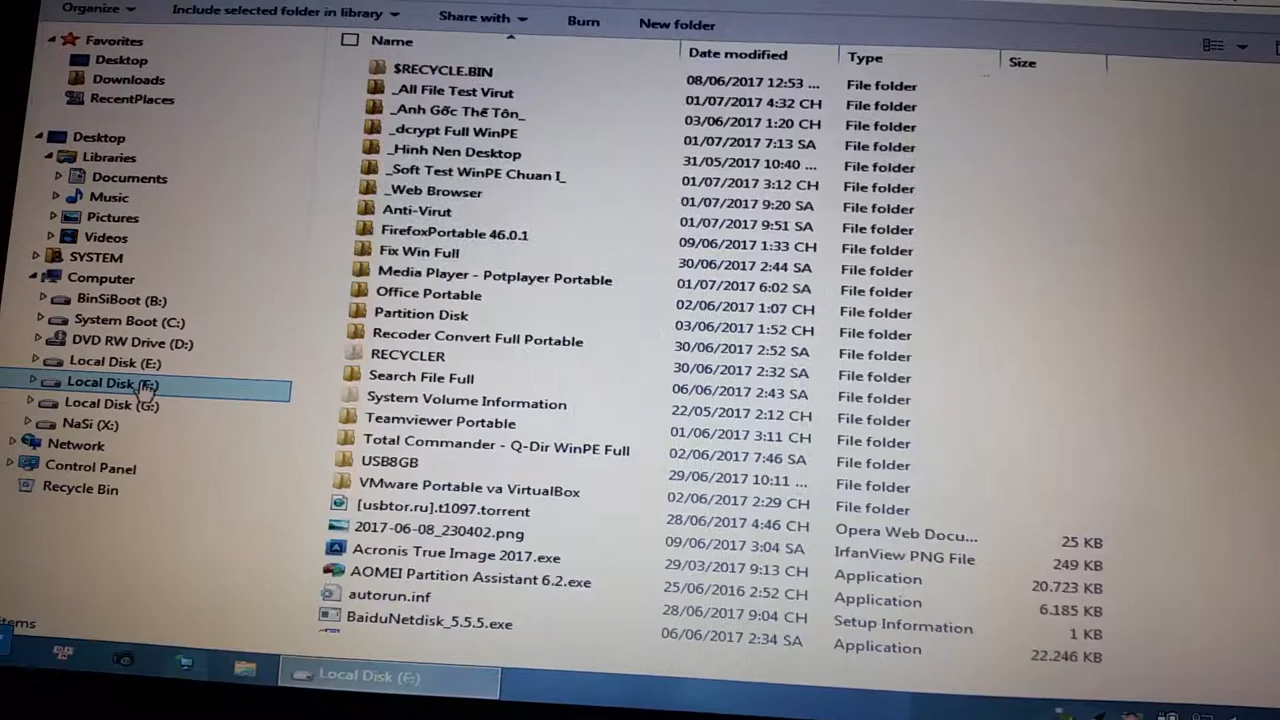 Organize
Include selected folder in library
Share with
Burn
New folder
Favorites
Desktop
Downloads
RecentPlaces
Desktop
Libraries
Documents
Music
Pictures
Videos
SYSTEM
Computer
BinSiBoot (B:)
System Boot (C:)
DVD RW Drive (D:)
Local Disk (E:)
Local Disk (F:)
Local Disk (G:)
NaSi (X:)
Network
Control Panel
Recycle Bin
Name Date modified Type Size
$RECYCLE.BIN 08/06/2017 12:53 ... File folder
_All File Test Virut 01/07/2017 4:32 CH File folder
_Anh Gốc Thế Tôn_ 03/06/2017 1:20 CH File folder
_dcrypt Full WinPE 01/07/2017 7:13 SA File folder
_Hinh Nen Desktop 31/05/2017 10:40 ... File folder
_Soft Test WinPE Chuan I_ 01/07/2017 3:12 CH File folder
_Web Browser 01/07/2017 9:20 SA File folder
Anti-Virut 01/07/2017 9:51 SA File folder
FirefoxPortable 46.0.1 09/06/2017 1:33 CH File folder
Fix Win Full 30/06/2017 2:44 SA File folder
Media Player - Potplayer Portable 01/07/2017 6:02 SA File folder
Office Portable 02/06/2017 1:07 CH File folder
Partition Disk 03/06/2017 1:52 CH File folder
Recoder Convert Full Portable 30/06/2017 2:52 SA File folder
RECYCLER 30/06/2017 2:32 SA File folder
Search File Full 06/06/2017 2:43 SA File folder
System Volume Information 22/05/2017 2:12 CH File folder
Teamviewer Portable 01/06/2017 3:11 CH File folder
Total Commander - Q-Dir WinPE Full 02/06/2017 7:46 SA File folder
USB8GB 29/06/2017 10:11 ... File folder
VMware Portable va VirtualBox 02/06/2017 2:29 CH File folder
[usbtor.ru].t1097.torrent 28/06/2017 4:46 CH Opera Web Docu... 25 KB
2017-06-08_230402.png 09/06/2017 3:04 SA IrfanView PNG File 249 KB
Acronis True Image 2017.exe 29/03/2017 9:13 CH Application 20.723 KB
AOMEI Partition Assistant 6.2.exe 25/06/2016 2:52 CH Application 6.185 KB
autorun.inf 28/06/2017 9:04 CH Setup Information 1 KB
BaiduNetdisk_5.5.5.exe 06/06/2017 2:34 SA Application 22.246 KB
items
Local Disk (F:)